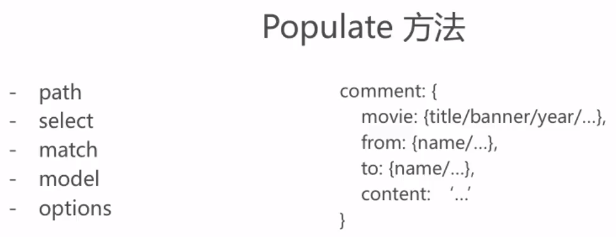 Populate 方法
- path
- select
- match
- model
- options
comment: {
movie: {title/banner/year/...},
from: {name/...},
to: {name/...},
content: ‘...’
}